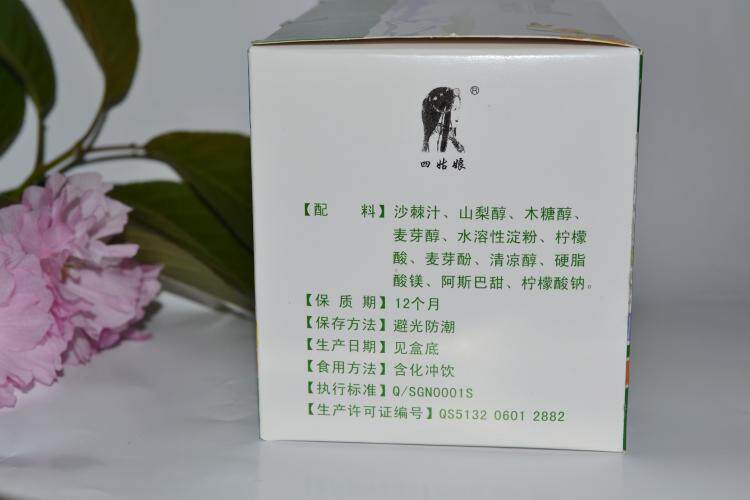 ®
四姑娘
【配 料】沙棘汁、山梨醇、木糖醇、
麦芽醇、水溶性淀粉、柠檬
酸、麦芽酚、清凉醇、硬脂
酸镁、阿斯巴甜、柠檬酸钠。
【保 质 期】12个月
【保存方法】避光防潮
【生产日期】见盒底
【食用方法】含化冲饮
【执行标准】Q/SGN0001S
【生产许可证编号】QS5132 0601 2882